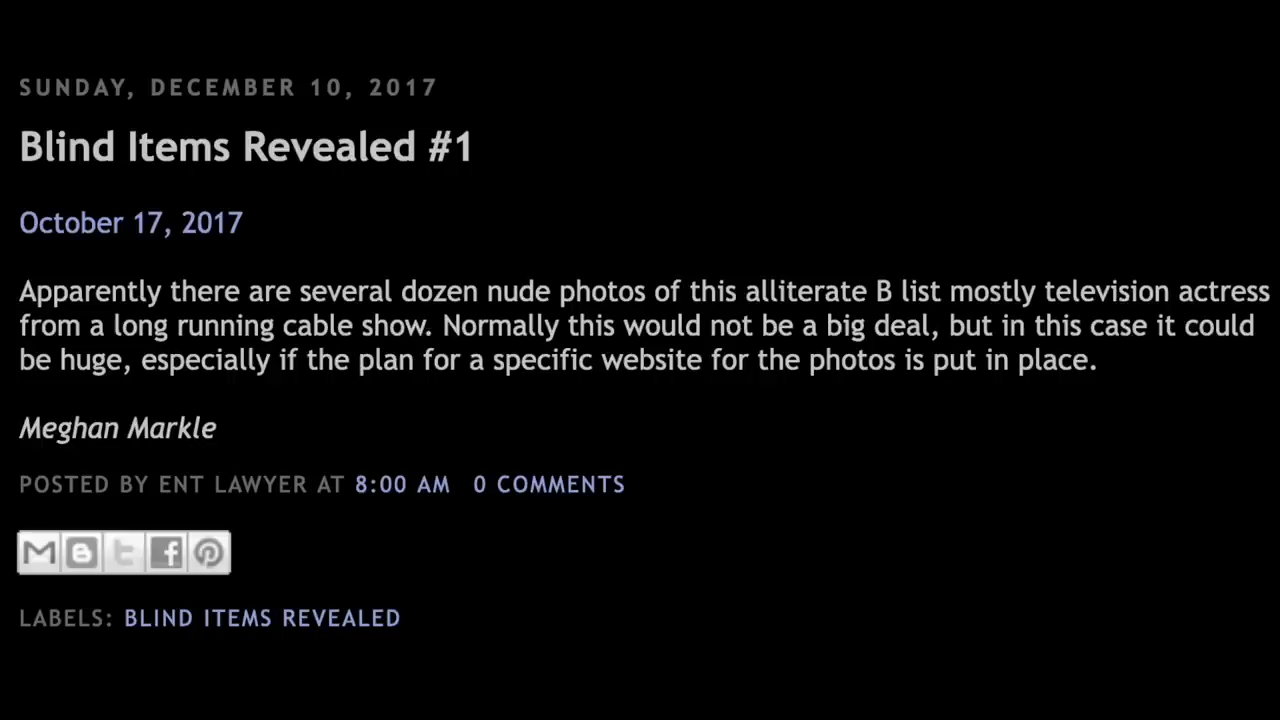 SUNDAY, DECEMBER 10, 2017
Blind Items Revealed #1
October 17, 2017
Apparently there are several dozen nude photos of this alliterate B list mostly television actress
from a long running cable show. Normally this would not be a big deal, but in this case it could
be huge, especially if the plan for a specific website for the photos is put in place.
Meghan Markle
POSTED BY ENT LAWYER AT 8:00 AM 0 COMMENTS
LABELS: BLIND ITEMS REVEALED